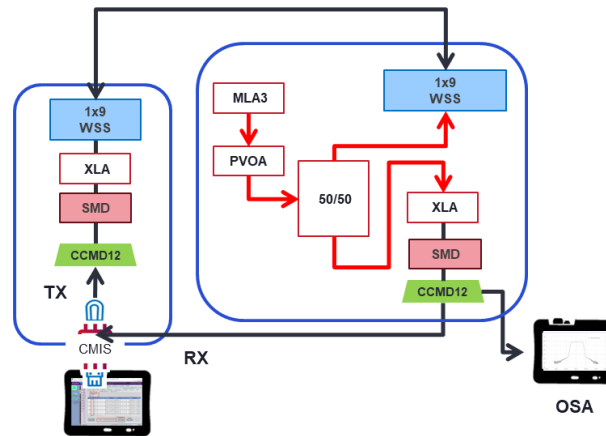 1x9
WSS
XLA
SMD
CCMD12
TX
CMIS
RX
MLA3
PVOA
50/50
1x9
WSS
XLA
SMD
CCMD12
OSA